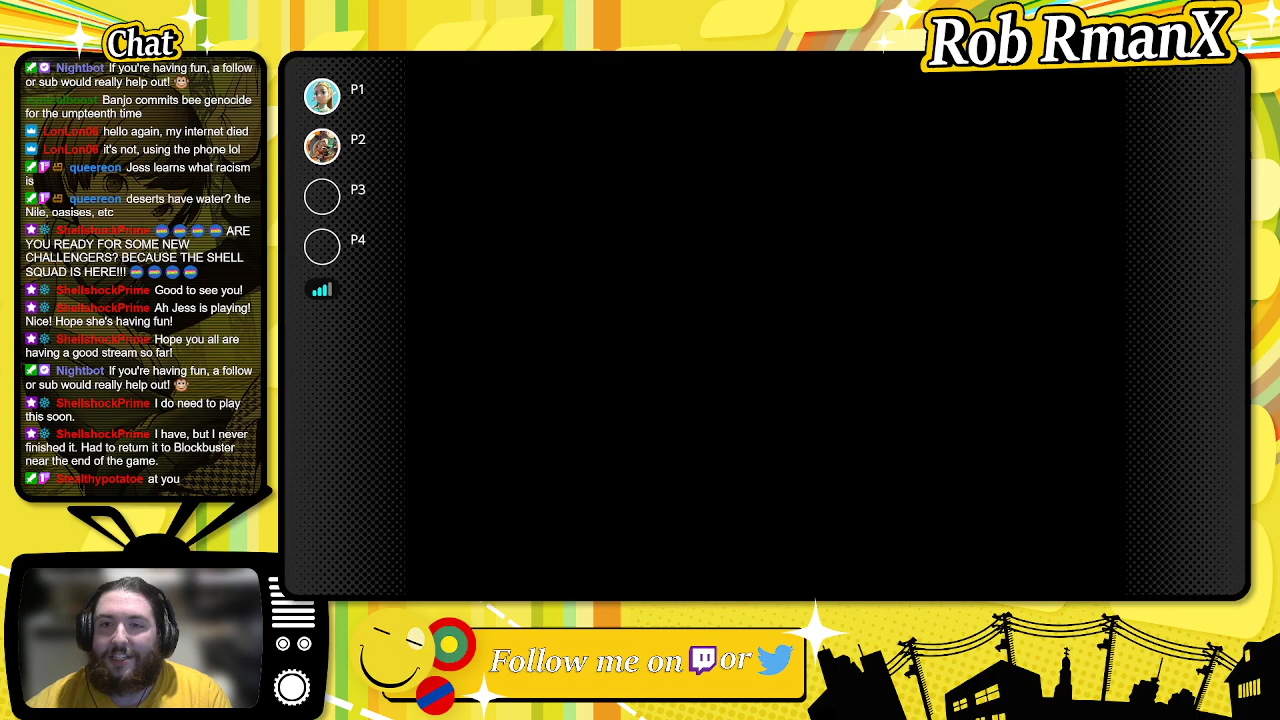 Chat
Rob RmanX
Nightbot If you're having fun, a follow
or sub would really help out!
Banjo commits bee genocide
for the umpteenth time
LonLon06 hello again, my internet died
LonLon06 it's not, using the phone lol
queereon Jess learns what racism
is
queereon deserts have water? the
Nile, oasises, etc
ShellshockPrime ARE
YOU READY FOR SOME NEW
CHALLENGERS? BECAUSE THE SHELL
SQUAD IS HERE!!!
ShellshockPrime Good to see you!
ShellshockPrime Ah Jess is playing!
Nice! Hope she's having fun!
ShellshockPrime Hope you all are
having a good stream so far!
Nightbot If you're having fun, a follow
or sub would really help out!
ShellshockPrime I do need to play
this soon.
ShellshockPrime I have, but I never
finished it. Had to return it to Blockbuster
near the end of the game.
Stealthypotatoe at you
P1
P2
P3
P4
Follow me on or